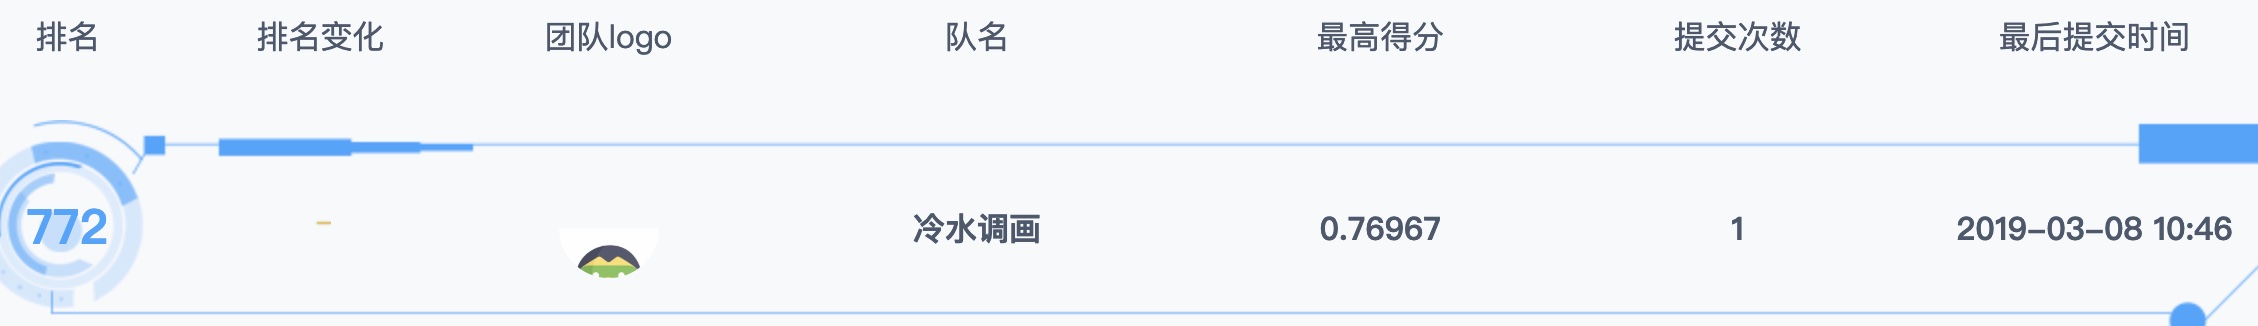 排名 排名变化 团队logo 队名 最高得分 提交次数 最后提交时间
772 – 冷水调画 0.76967 1 2019-03-08 10:46